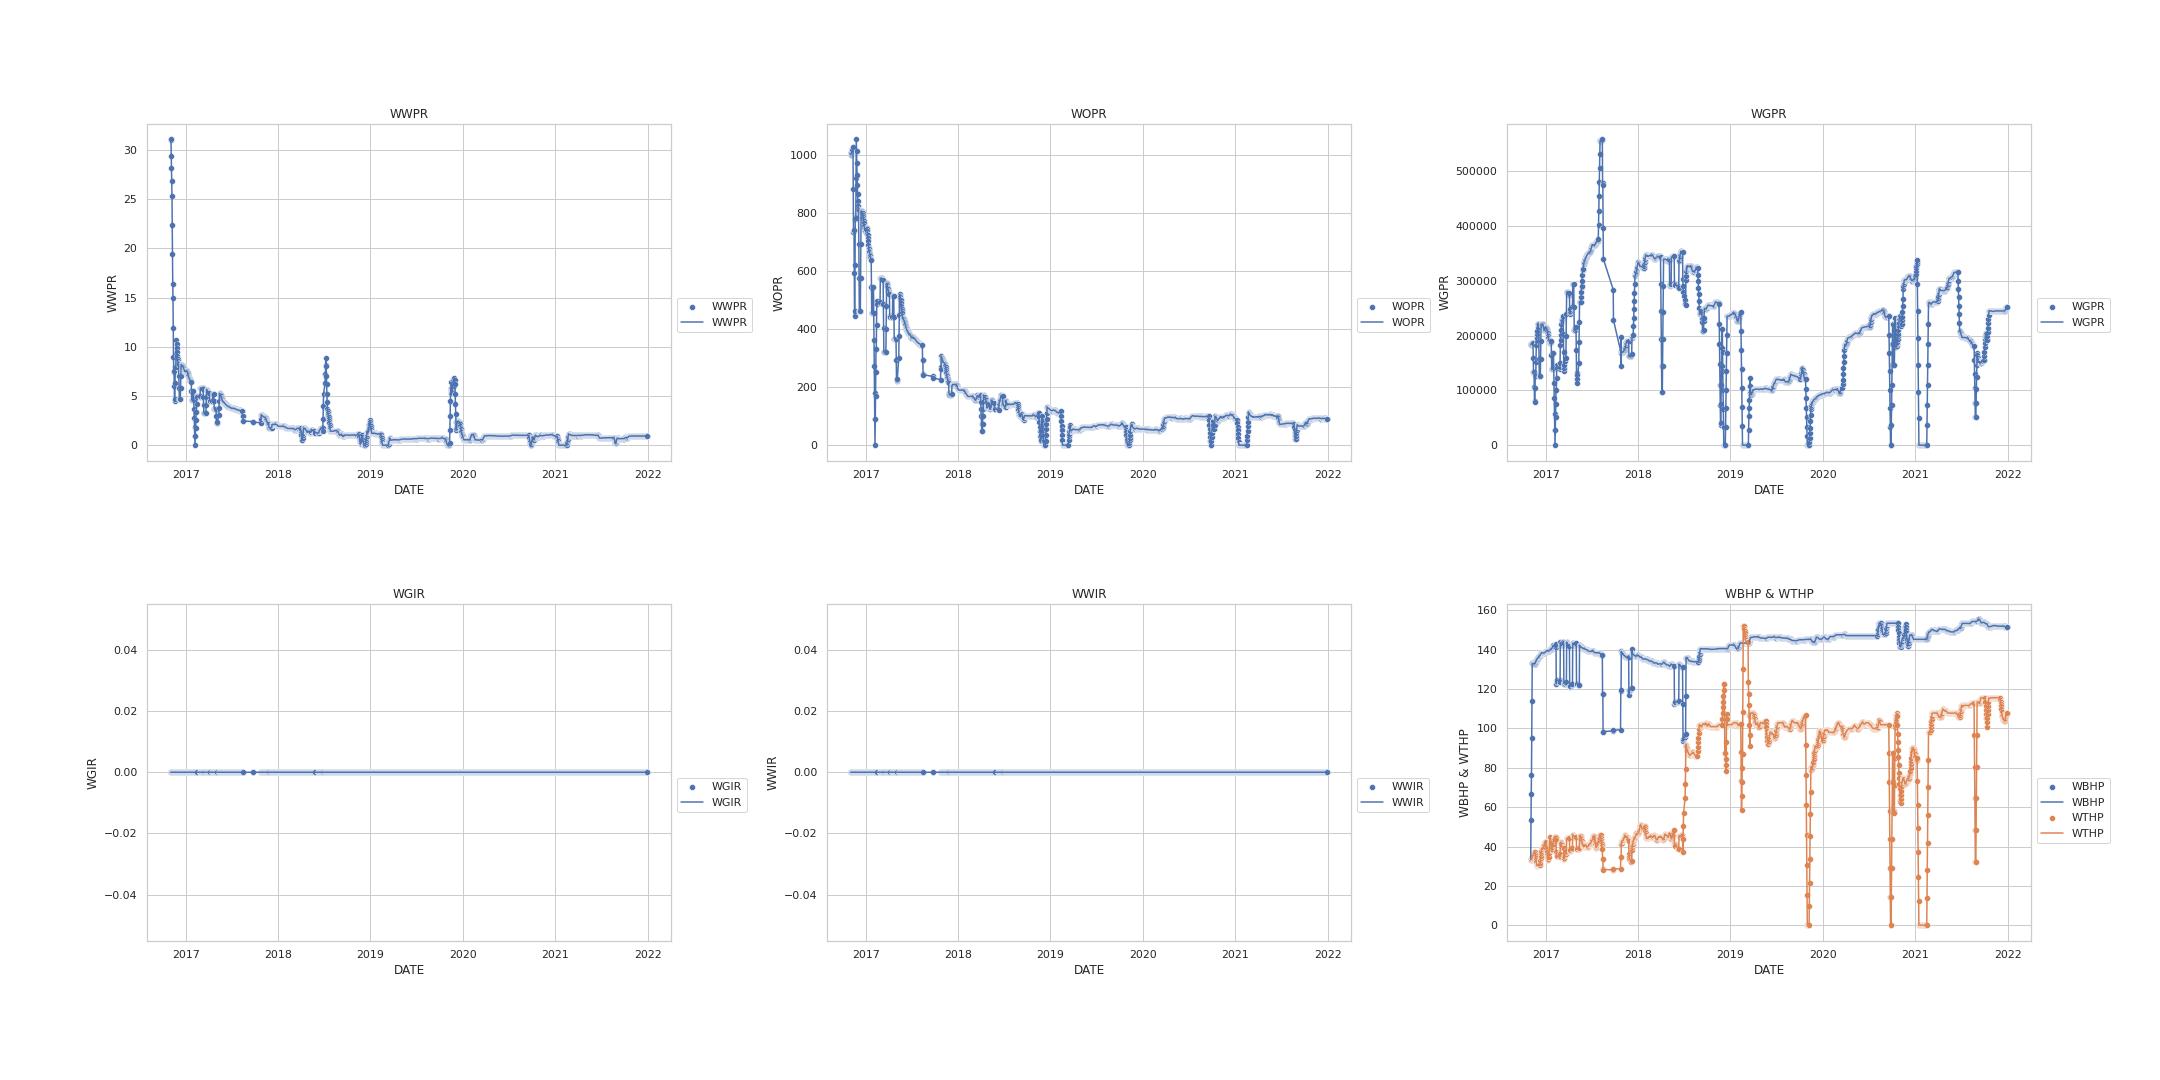 WWPR
WWPR
30
25
20
15
10
5
0
2017 2018 2019 2020 2021 2022
DATE
WWPR
WWPR
WOPR
WOPR
1000
800
600
400
200
0
2017 2018 2019 2020 2021 2022
DATE
WOPR
WOPR
WGPR
WGPR
500000
400000
300000
200000
100000
0
2017 2018 2019 2020 2021 2022
DATE
WGPR
WGPR
WGIR
WGIR
0.04
0.02
0.00
−0.02
−0.04
2017 2018 2019 2020 2021 2022
DATE
WGIR
WGIR
WWIR
WWIR
0.04
0.02
0.00
−0.02
−0.04
2017 2018 2019 2020 2021 2022
DATE
WWIR
WWIR
WBHP & WTHP
WBHP & WTHP
160
140
120
100
80
60
40
20
0
2017 2018 2019 2020 2021 2022
DATE
WBHP
WBHP
WTHP
WTHP